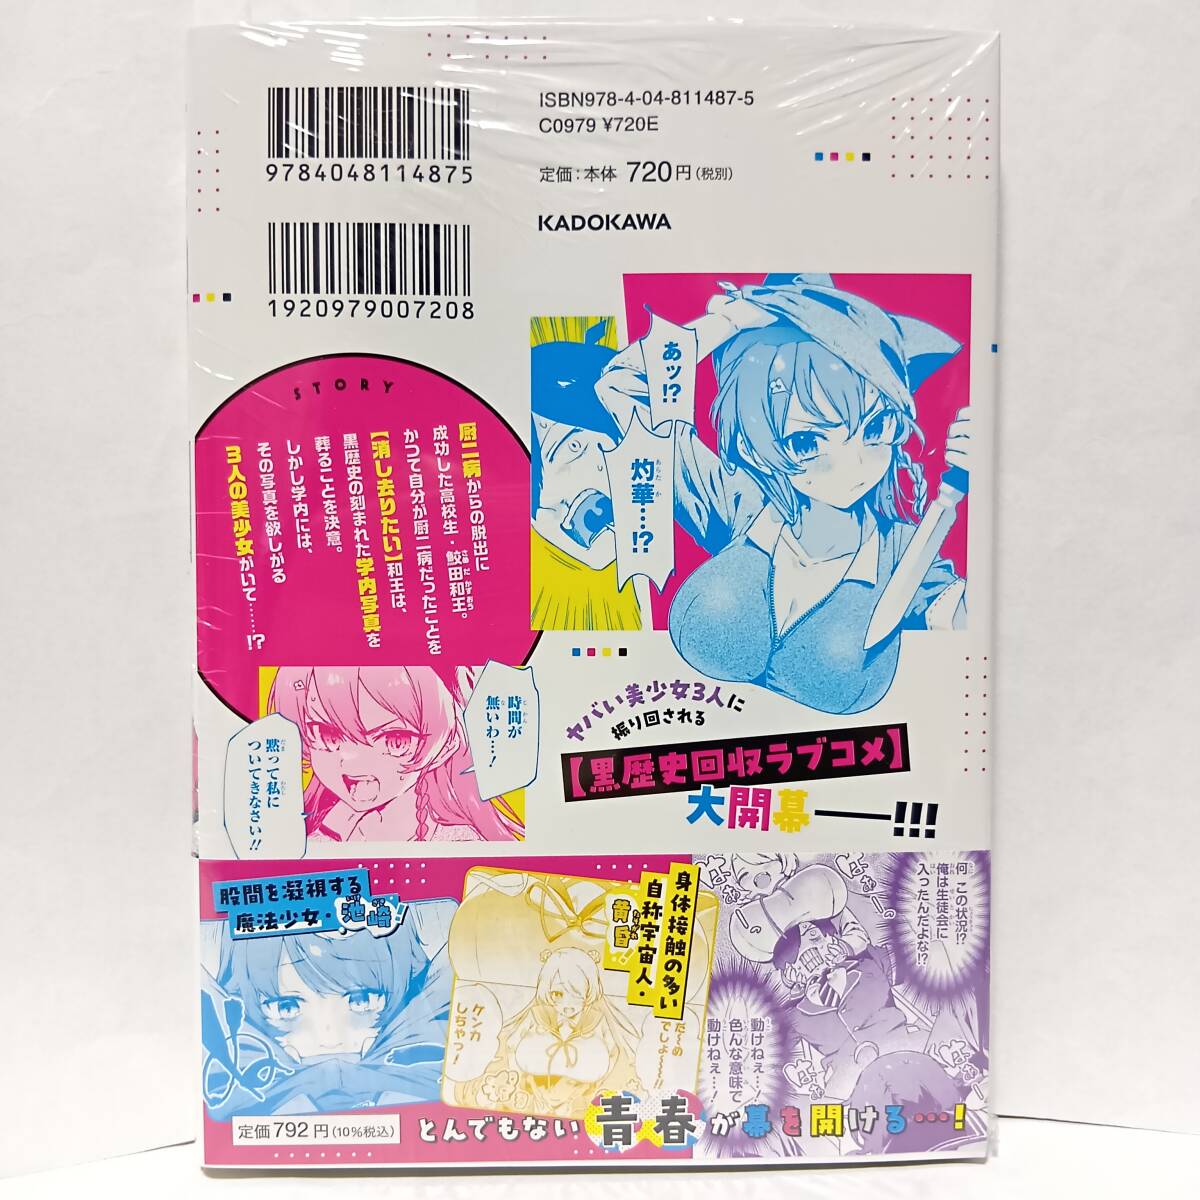 ISBN978-4-04-811487-5
C0979 ¥720E
定価：本体 720円（税別）
KADOKAWA
9784048114875
1920979007208
STORY
厨二病からの脱出に
成功した高校生・鮫田和王。
かつて自分が厨二病だったことを
【消し去りたい】和王は、
黒歴史の刻まれた学内写真を
葬ることを決意。
しかし学内には、
その写真を欲しがる
3人の美少女がいて……!?
あッ!?
灼華…!?
時間が
無いわ…!
黙って私に
ついてきなさい!!
ヤバい美少女3人に
振り回される
【黒歴史回収ラブコメ】
大開幕――!!!
股間を凝視する
魔法少女・池崎!
身体接触の多い
自称宇宙人・
黄昏!
だ～め
でしょ～～!!
ケンカ
しちゃっ!
何 この状況!?
俺は生徒会に
入ったんだよな!?
動けねぇ…!
色んな意味で
動けねぇ…!
定価792円（10%税込）
とんでもない青春が幕を開ける…!